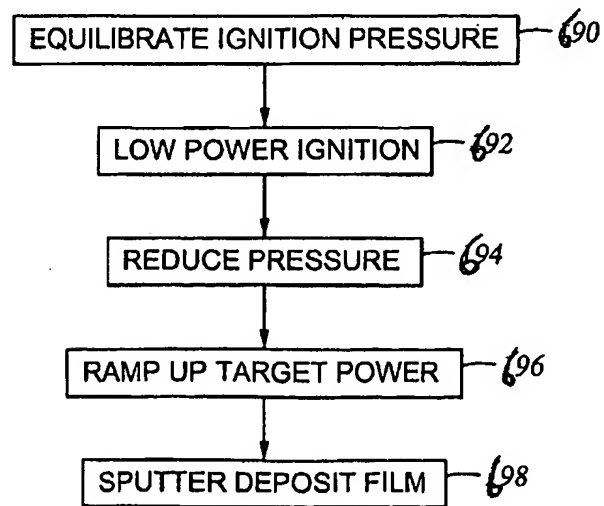 EQUILIBRATE IGNITION PRESSURE 690
LOW POWER IGNITION 692
REDUCE PRESSURE 694
RAMP UP TARGET POWER 696
SPUTTER DEPOSIT FILM 698